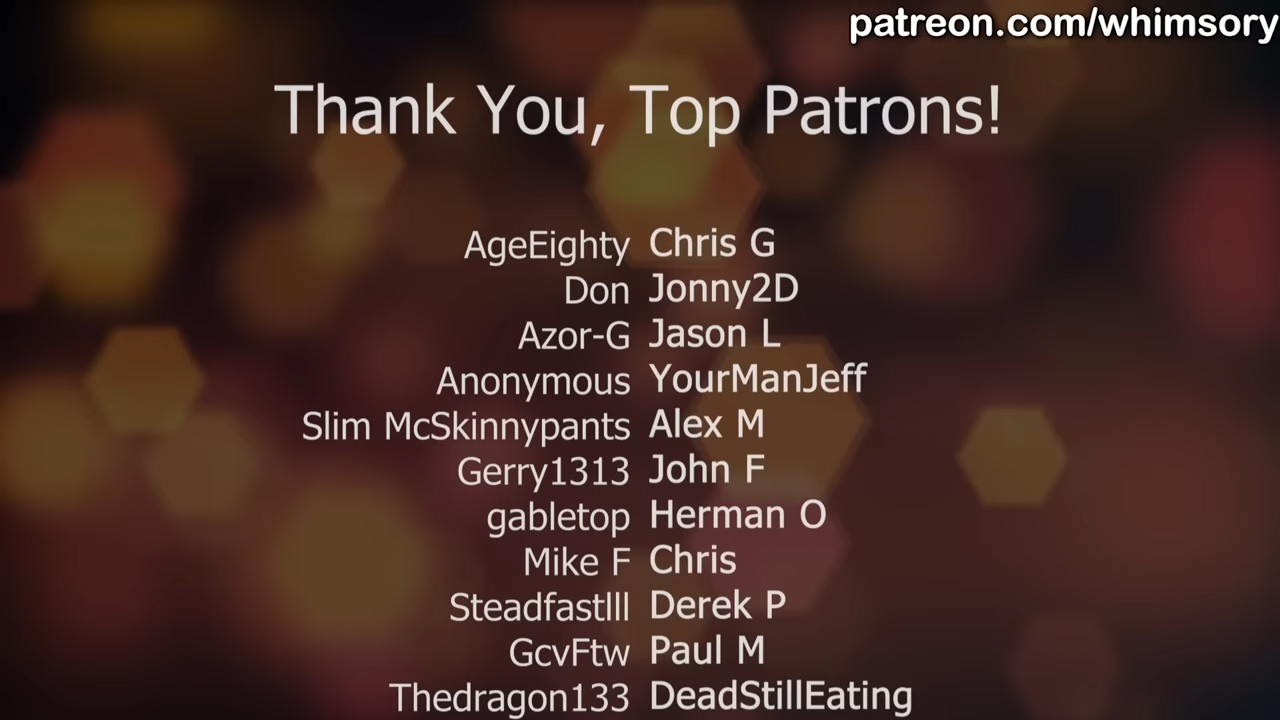 patreon.com/whimsory
Thank You, Top Patrons!
AgeEighty Chris G
Don Jonny2D
Azor-G Jason L
Anonymous YourManJeff
Slim McSkinnypants Alex M
Gerry1313 John F
gabletop Herman O
Mike F Chris
Steadfastlll Derek P
GcvFtw Paul M
Thedragon133 DeadStillEating